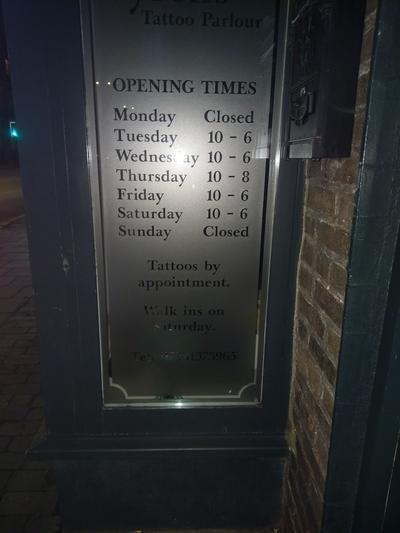 Tattoo Parlour
OPENING TIMES
Monday Closed
Tuesday 10 - 6
Wednesday 10 - 6
Thursday 10 - 8
Friday 10 - 6
Saturday 10 - 6
Sunday Closed
Tattoos by
appointment.
Walk ins on
Saturday.
Tel: